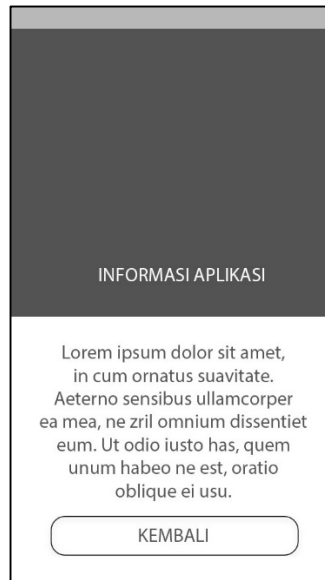 INFORMASI APLIKASI
Lorem ipsum dolor sit amet,
in cum ornatus suavitate.
Aeterno sensibus ullamcorper
ea mea, ne zril omnium dissentiet
eum. Ut odio iusto has, quem
unum habeo ne est, oratio
oblique ei usu.
KEMBALI